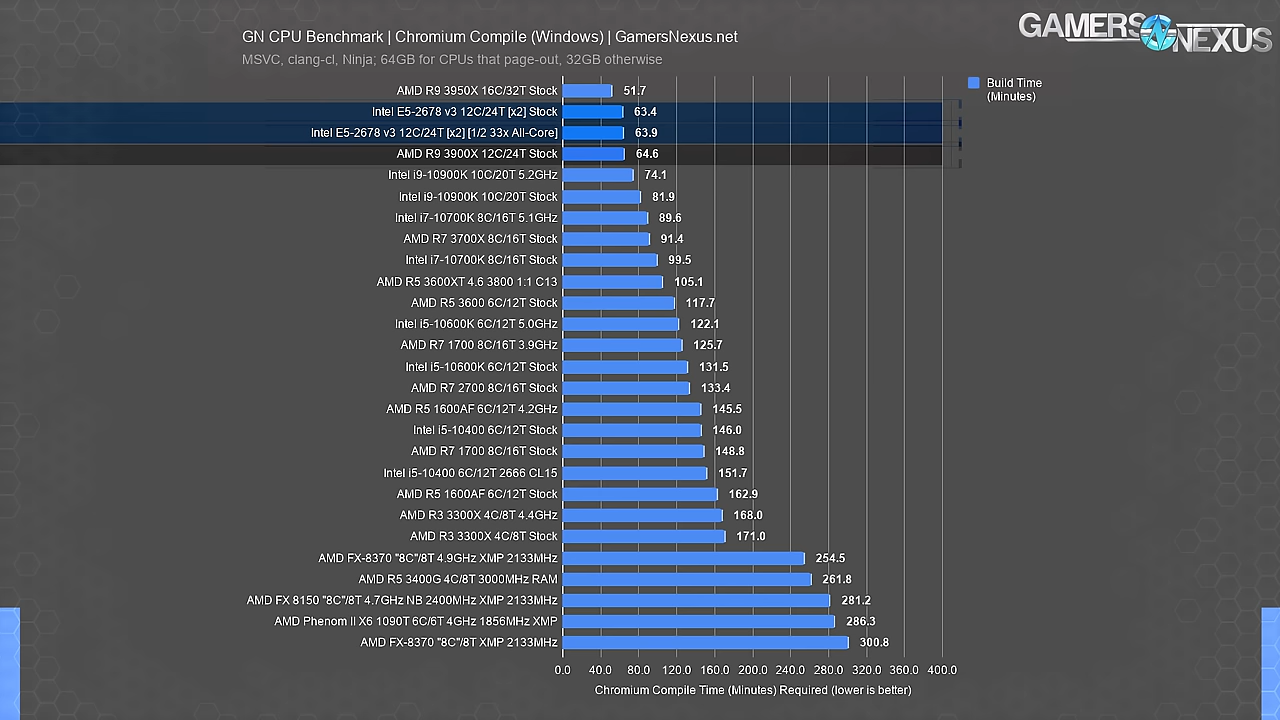 GN CPU Benchmark | Chromium Compile (Windows) | GamersNexus.net
MSVC, clang-cl, Ninja; 64GB for CPUs that page-out, 32GB otherwise
GAMERS NEXUS
Build Time
(Minutes)
AMD R9 3950X 16C/32T Stock 51.7
Intel E5-2678 v3 12C/24T [x2] Stock 63.4
Intel E5-2678 v3 12C/24T [x2] [1/2 33x All-Core] 63.9
AMD R9 3900X 12C/24T Stock 64.6
Intel i9-10900K 10C/20T 5.2GHz 74.1
Intel i9-10900K 10C/20T Stock 81.9
Intel i7-10700K 8C/16T 5.1GHz 89.6
AMD R7 3700X 8C/16T Stock 91.4
Intel i7-10700K 8C/16T Stock 99.5
AMD R5 3600XT 4.6 3800 1:1 C13 105.1
AMD R5 3600 6C/12T Stock 117.7
Intel i5-10600K 6C/12T 5.0GHz 122.1
AMD R7 1700 8C/16T 3.9GHz 125.7
Intel i5-10600K 6C/12T Stock 131.5
AMD R7 2700 8C/16T Stock 133.4
AMD R5 1600AF 6C/12T 4.2GHz 145.5
Intel i5-10400 6C/12T Stock 146.0
AMD R7 1700 8C/16T Stock 148.8
Intel i5-10400 6C/12T 2666 CL15 151.7
AMD R5 1600AF 6C/12T Stock 162.9
AMD R3 3300X 4C/8T 4.4GHz 168.0
AMD R3 3300X 4C/8T Stock 171.0
AMD FX-8370 "8C"/8T 4.9GHz XMP 2133MHz 254.5
AMD R5 3400G 4C/8T 3000MHz RAM 261.8
AMD FX 8150 "8C"/8T 4.7GHz NB 2400MHz XMP 2133MHz 281.2
AMD Phenom II X6 1090T 6C/6T 4GHz 1856MHz XMP 286.3
AMD FX-8370 "8C"/8T XMP 2133MHz 300.8
0.0 40.0 80.0 120.0 160.0 200.0 240.0 280.0 320.0 360.0 400.0
Chromium Compile Time (Minutes) Required (lower is better)